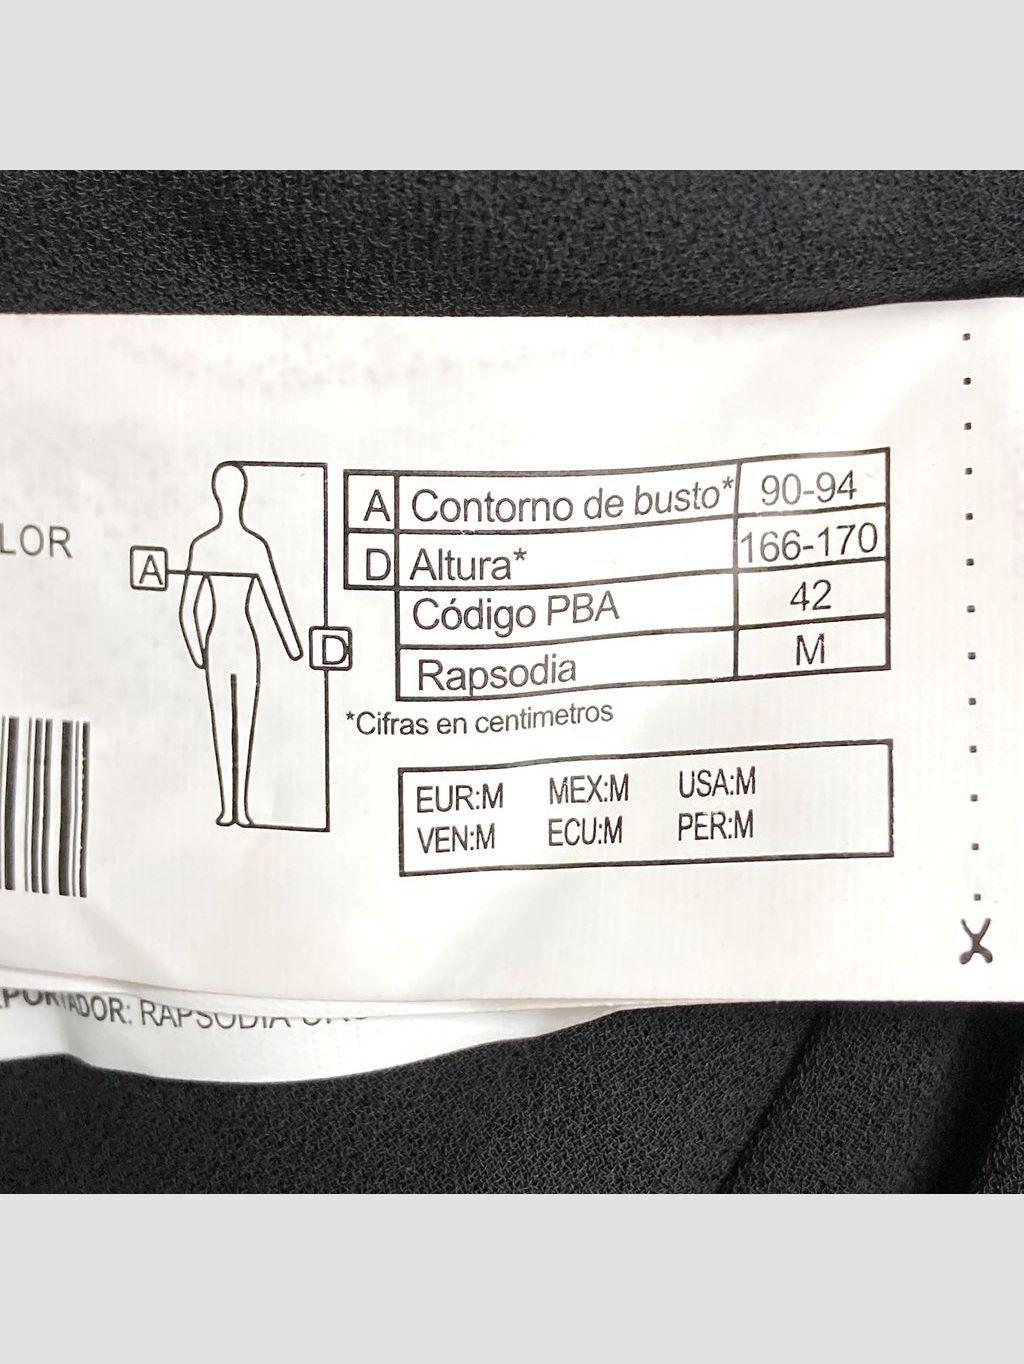 LOR
A
D
A Contorno de busto* 90-94
D Altura* 166-170
Código PBA 42
Rapsodia M
*Cifras en centimetros
EUR:M MEX:M USA:M
VEN:M ECU:M PER:M
PORTADOR: RAPSODIA